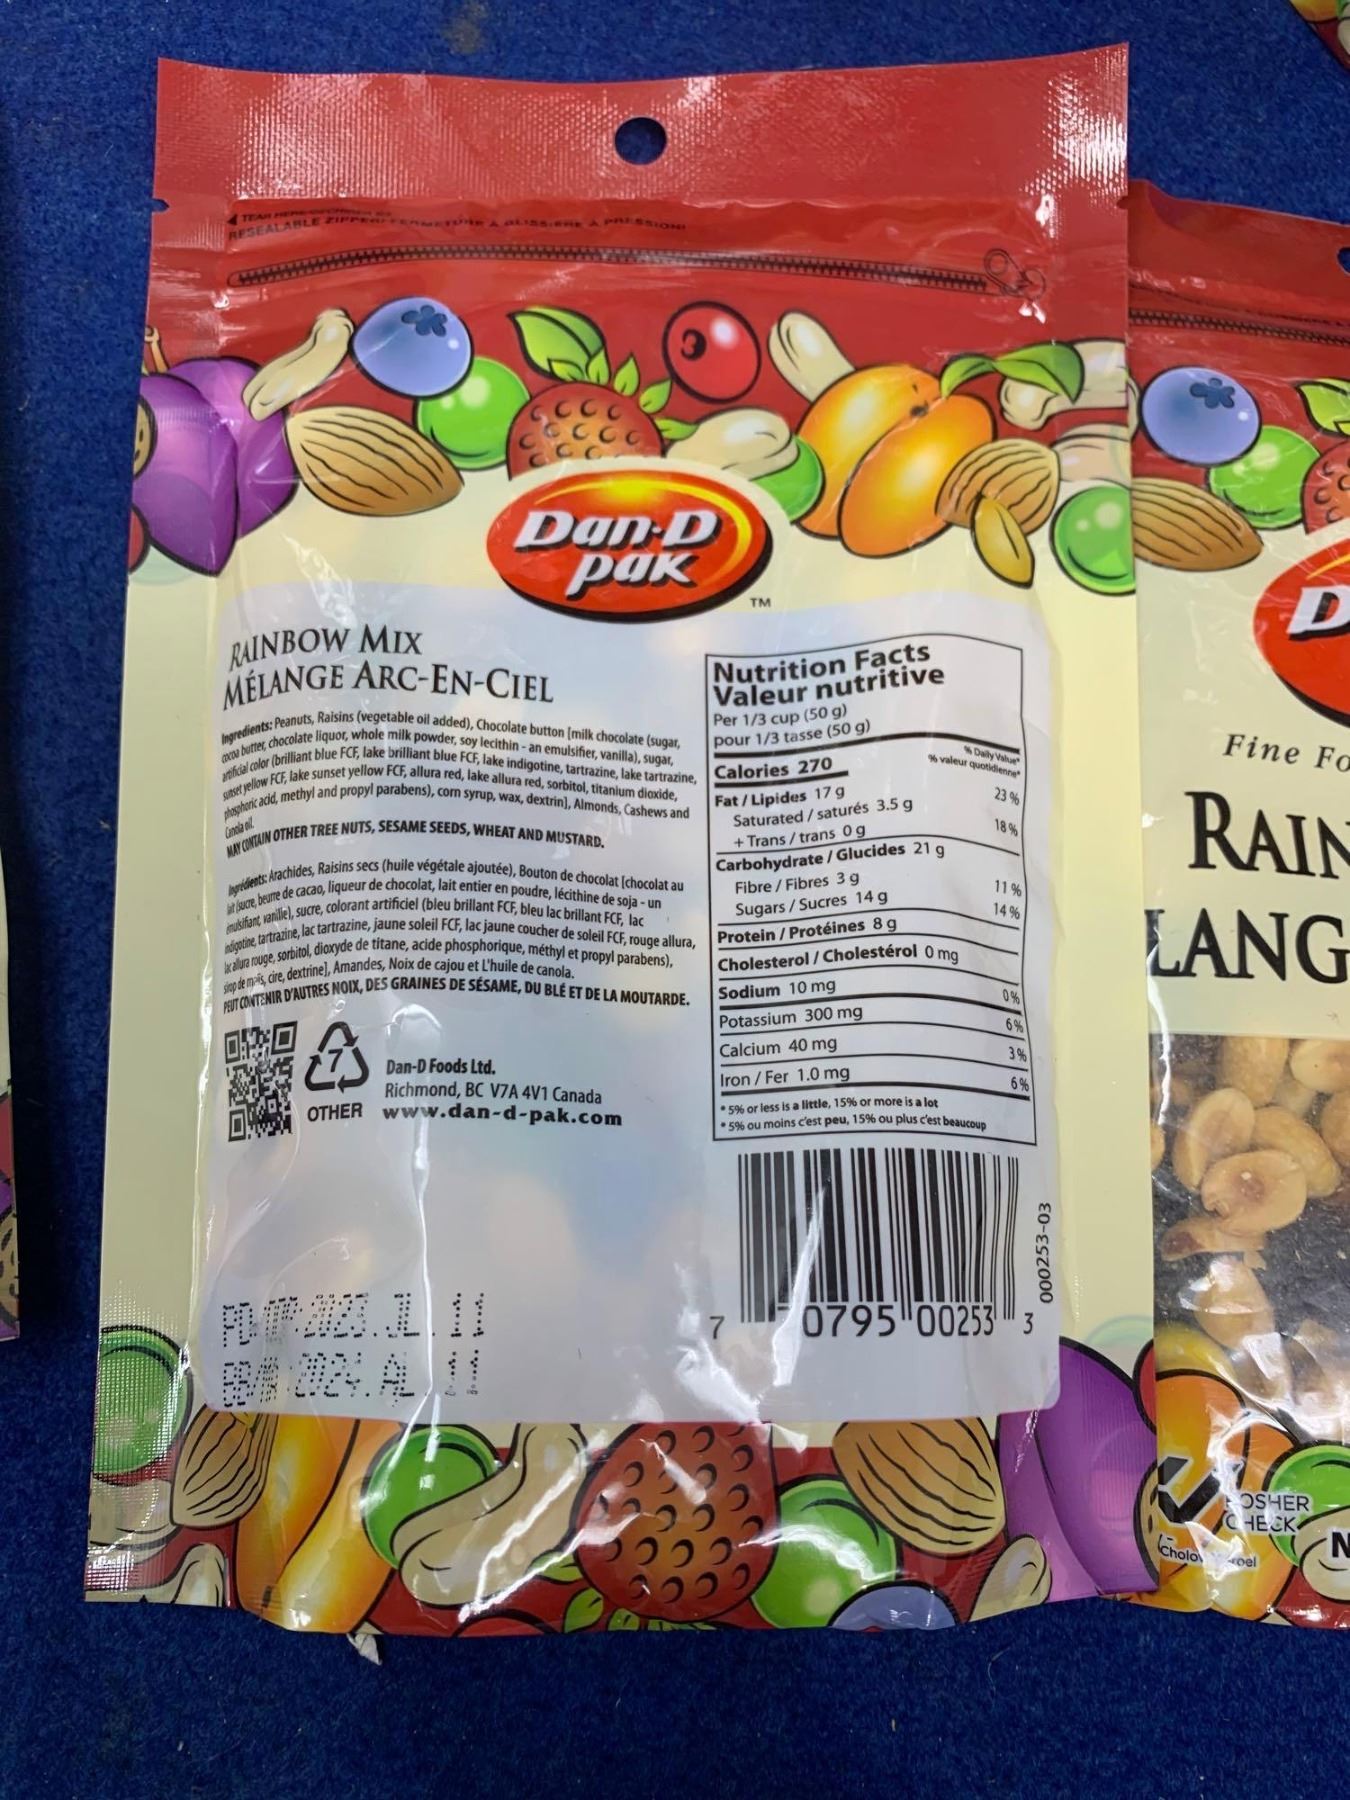 RESEALABLE ZIPPER/FERMETURE À GLISSIÈRE À PRESSION!
Dan-D
pak
TM
RAINBOW MIX
MÉLANGE ARC-EN-CIEL
Ingredients: Peanuts, Raisins (vegetable oil added), Chocolate button [milk chocolate (sugar,
cocoa butter, chocolate liquor, whole milk powder, soy lecithin - an emulsifier, vanilla), sugar,
artificial color (brilliant blue FCF, lake brilliant blue FCF, lake indigotine, tartrazine, lake tartrazine,
sunset yellow FCF, lake sunset yellow FCF, allura red, lake allura red, sorbitol, titanium dioxide,
phosphoric acid, methyl and propyl parabens), corn syrup, wax, dextrin], Almonds, Cashews and
Canola oil.
MAY CONTAIN OTHER TREE NUTS, SESAME SEEDS, WHEAT AND MUSTARD.
Ingrédients: Arachides, Raisins secs (huile végétale ajoutée), Bouton de chocolat [chocolat au
lait (sucre, beurre de cacao, liqueur de chocolat, lait entier en poudre, lécithine de soja - un
émulsifiant, vanille), sucre, colorant artificiel (bleu brillant FCF, bleu lac brillant FCF, lac
indigotine, tartrazine, lac tartrazine, jaune soleil FCF, lac jaune coucher de soleil FCF, rouge allura,
lac allura rouge, sorbitol, dioxyde de titane, acide phosphorique, méthyl et propyl parabens),
sirop de maïs, cire, dextrine], Amandes, Noix de cajou et L'huile de canola.
PEUT CONTENIR D'AUTRES NOIX, DES GRAINES DE SÉSAME, DU BLÉ ET DE LA MOUTARDE.
7
OTHER
Dan-D Foods Ltd.
Richmond, BC V7A 4V1 Canada
www.dan-d-pak.com
2023.JL.11
BB/MA 2024.AL 11
Nutrition Facts
Valeur nutritive
Per 1/3 cup (50 g)
pour 1/3 tasse (50 g)
% Daily Value*
% valeur quotidienne*
Calories 270
Fat / Lipides 17 g 23 %
Saturated / saturés 3.5 g
+ Trans / trans 0 g 18 %
Carbohydrate / Glucides 21 g
Fibre / Fibres 3 g 11 %
Sugars / Sucres 14 g 14 %
Protein / Protéines 8 g
Cholesterol / Cholestérol 0 mg
Sodium 10 mg 0 %
Potassium 300 mg 6 %
Calcium 40 mg 3 %
Iron / Fer 1.0 mg 6 %
* 5% or less is a little, 15% or more is a lot
* 5% ou moins c'est peu, 15% ou plus c'est beaucoup
7 70795 00253 3
000253-03
D
Fine Fo
RAIN
LANG
KOSHER
CHECK
N